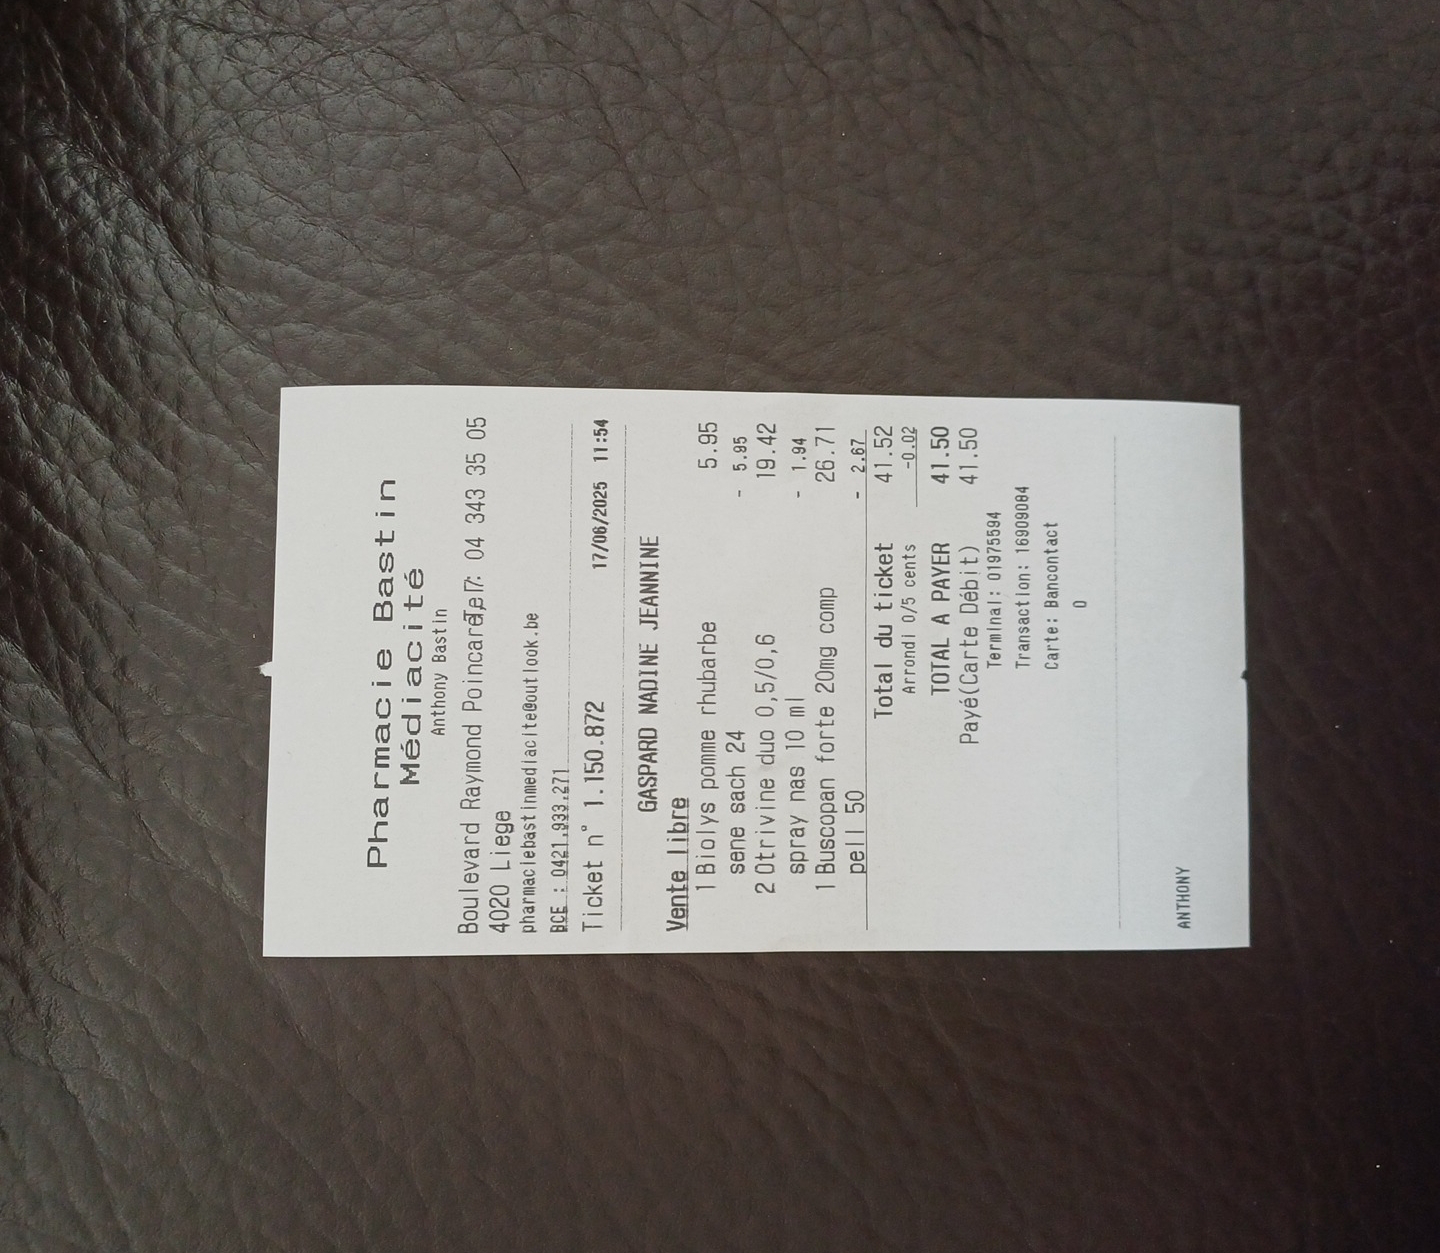 Pharmacie Bastin
Médiacité
Anthony Bastin
Boulevard Raymond Poincaré, 7 Tel: 04 343 35 05
4020 Liege
pharmaciebastinmediacite@outlook.be
BCE : 0421.933.271
Ticket n° 1.150.872 17/06/2025 11:54
GASPARD NADINE JEANNINE
Vente libre
1 Biolys pomme rhubarbe 5.95
sene sach 24 - 5.95
2 Otrivine duo 0,5/0,6 19.42
spray nas 10 ml - 1.94
1 Buscopan forte 20mg comp 26.71
pell 50 - 2.67
Total du ticket 41.52
Arrondi 0/5 cents -0.02
TOTAL A PAYER 41.50
Payé(Carte Débit) 41.50
Terminal: 01975594
Transaction: 16909084
Carte: Bancontact
0
ANTHONY